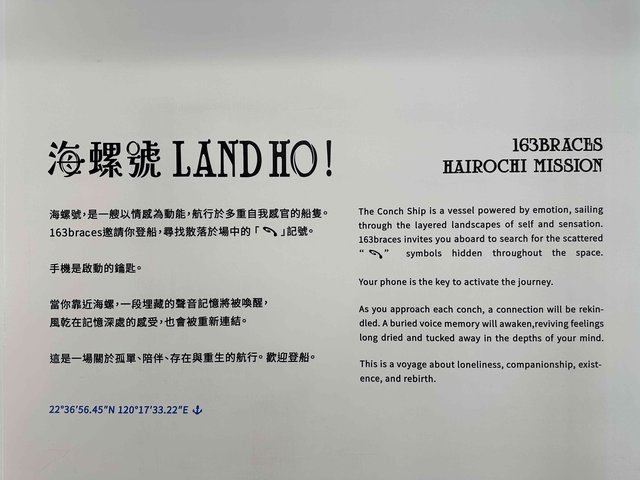 海螺號 LAND HO!
163BRACES
HAIROCHI MISSION
海螺號，是一艘以情感為動能，航行於多重自我感官的船隻。
163braces邀請你登船，尋找散落於場中的「 」記號。
手機是啟動的鑰匙。
當你靠近海螺，一段埋藏的聲音記憶將被喚醒，
風乾在記憶深處的感受，也會被重新連結。
這是一場關於孤單、陪伴、存在與重生的航行。歡迎登船。
22°36′56.45″N 120°17′33.22″E
The Conch Ship is a vessel powered by emotion, sailing
through the layered landscapes of self and sensation.
163braces invites you aboard to search for the scattered
“ ” symbols hidden throughout the space.
Your phone is the key to activate the journey.
As you approach each conch, a connection will be rekin-
dled. A buried voice memory will awaken,reviving feelings
long dried and tucked away in the depths of your mind.
This is a voyage about loneliness, companionship, exist-
ence, and rebirth.